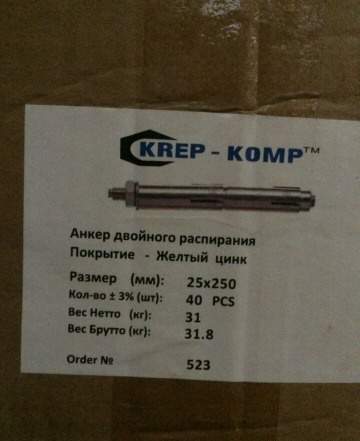 KREP - KOMP™
Анкер двойного распирания
Покрытие - Желтый цинк
Размер (мм): 25x250
Кол-во ± 3% (шт): 40 PCS
Вес Нетто (кг): 31
Вес Брутто (кг): 31.8
Order № 523